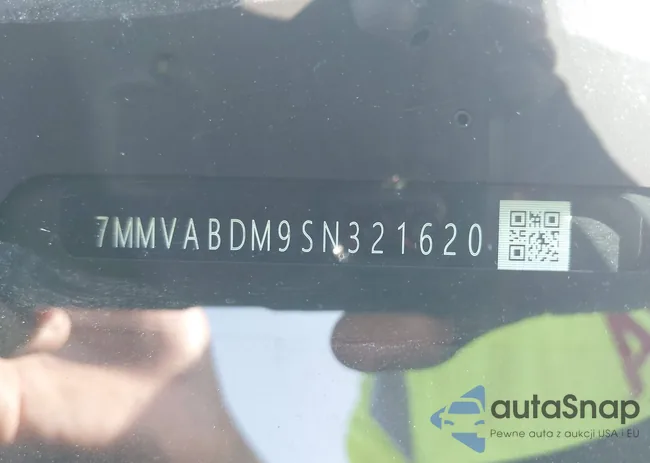 7MMVABDM9SN321620
autaSnap
Pewne auta z aukcji USA i EU